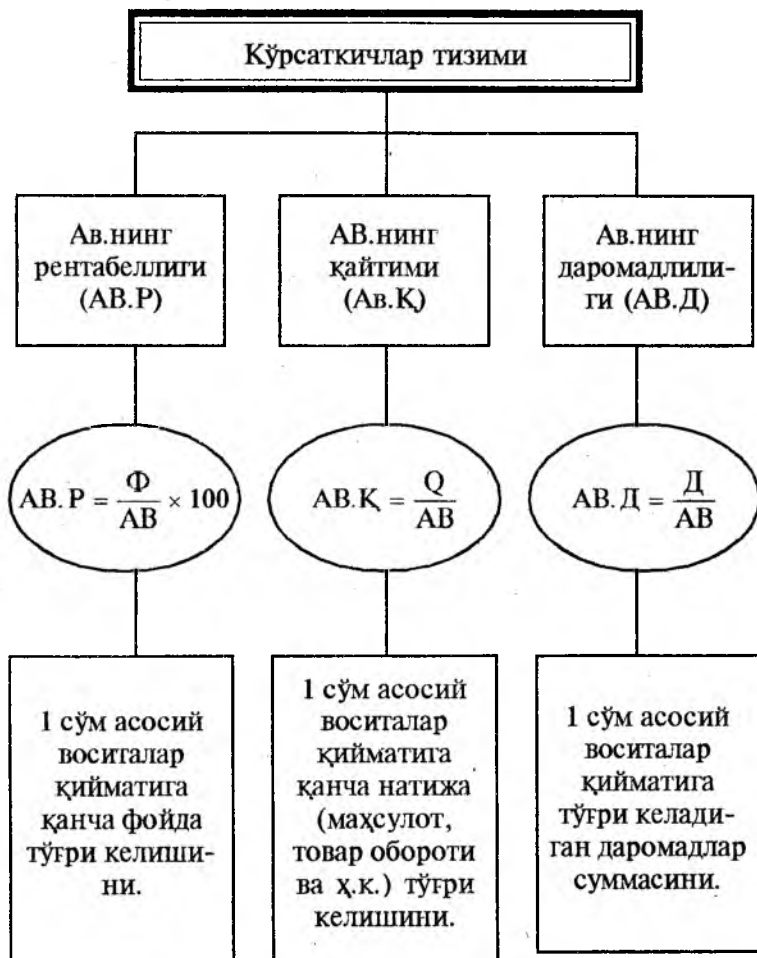 Кўрсаткичлар тизими
Ав.нинг
рентабеллиги
(АВ.Р)
АВ.нинг
қайтими
(Ав.Қ)
Ав.нинг
даромадлили-
ги (АВ.Д)
АВ.Р = Ф/АВ × 100
АВ.Қ = Q/АВ
АВ.Д = Д/АВ
1 сўм асосий
воситалар
қийматига
қанча фойда
тўғри келиши-
ни.
1 сўм асосий
воситалар
қийматига
қанча натижа
(маҳсулот,
товар обороти
ва ҳ.к.) тўғри
келишини.
1 сўм асосий
воситалар
қийматига
тўғри келади-
ган даромадлар
суммасини.